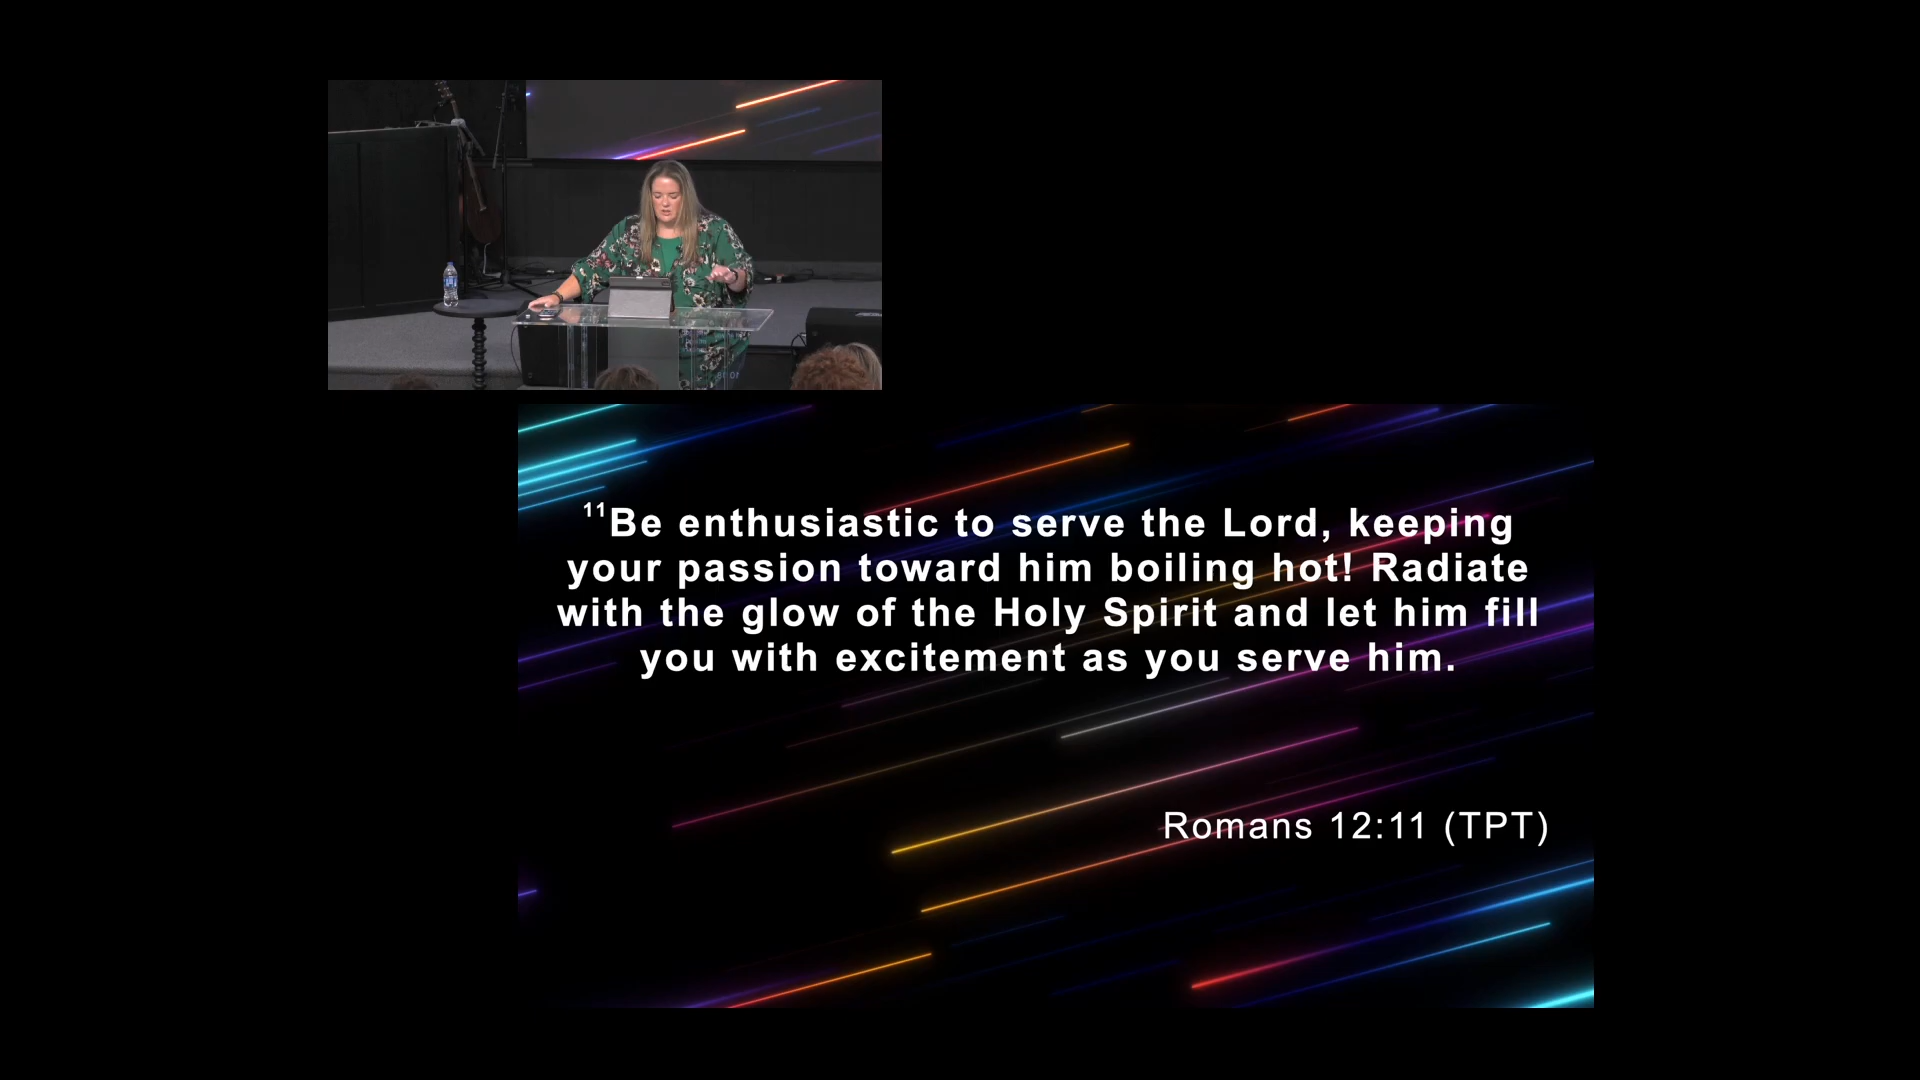 ¹¹Be enthusiastic to serve the Lord, keeping
your passion toward him boiling hot! Radiate
with the glow of the Holy Spirit and let him fill
you with excitement as you serve him.
Romans 12:11 (TPT)